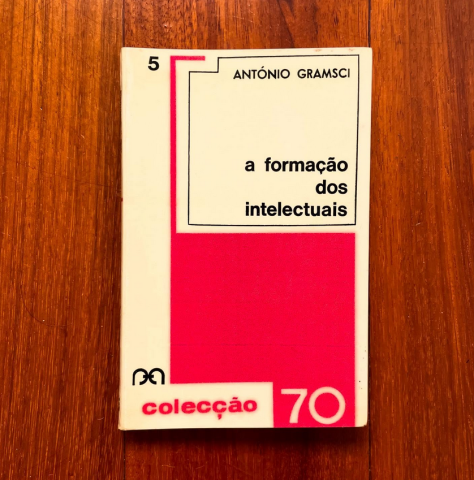 5
ANTÓNIO GRAMSCI
a formação
dos
intelectuais
colecção 70